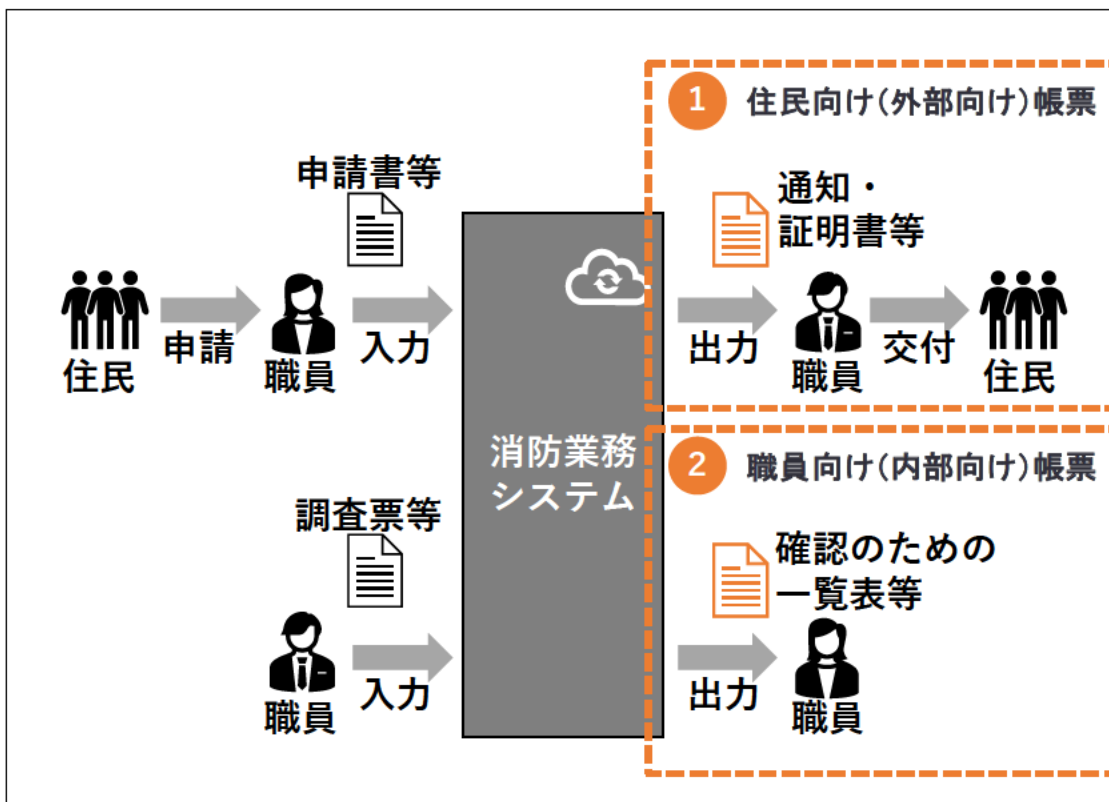 1
住民向け(外部向け)帳票
申請書等
通知・
証明書等
住民
申請
職員
入力
出力
職員
交付
住民
消防業務
システム
2
職員向け(内部向け)帳票
調査票等
確認のための
一覧表等
職員
入力
出力
職員